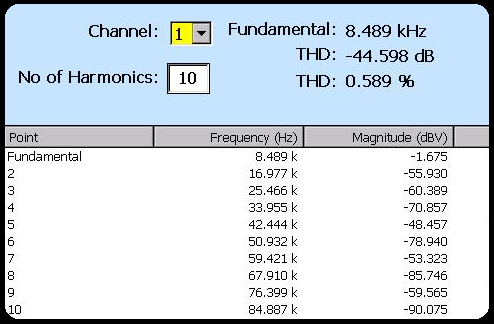 Channel: 1 Fundamental: 8.489 kHz
THD: -44.598 dB
No of Harmonics: 10 THD: 0.589 %
Point Frequency (Hz) Magnitude (dBV)
Fundamental 8.489 k -1.675
2 16.977 k -55.930
3 25.466 k -60.389
4 33.955 k -70.857
5 42.444 k -48.457
6 50.932 k -78.940
7 59.421 k -53.323
8 67.910 k -85.746
9 76.399 k -59.565
10 84.887 k -90.075